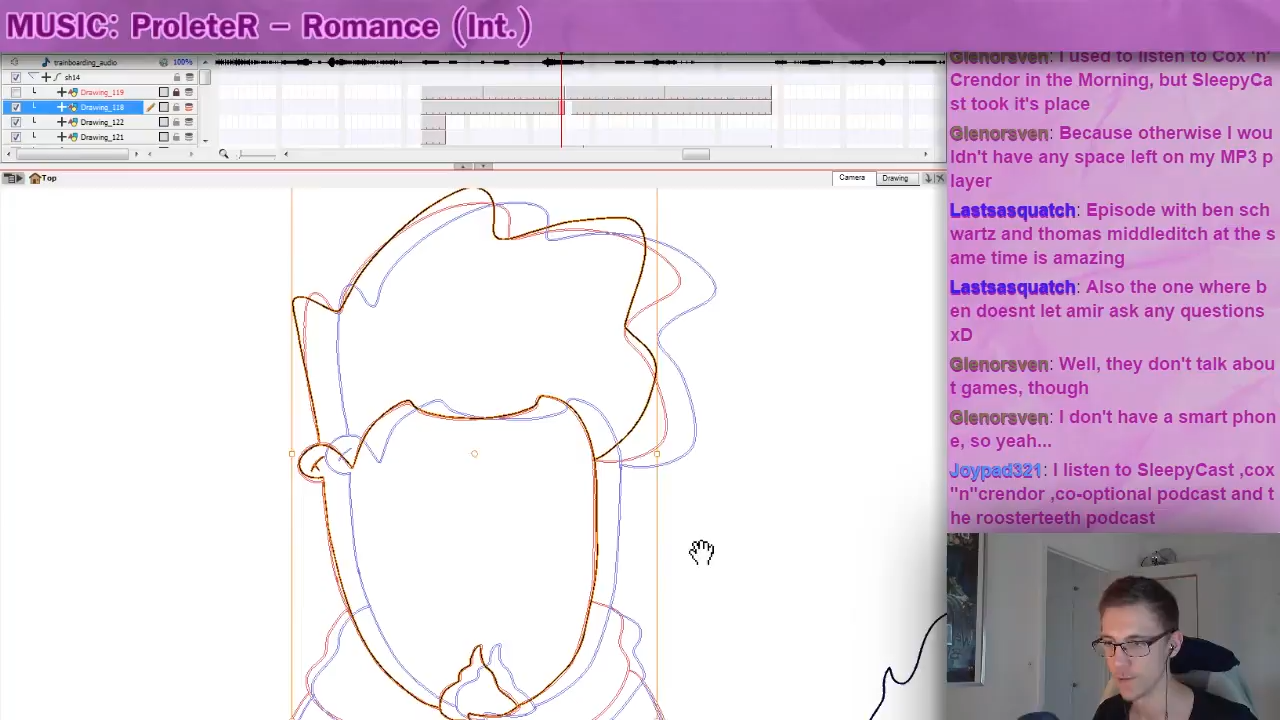 MUSIC: ProleteR – Romance (Int.)
trainboarding_audio 100%
sh14
Drawing_119
Drawing_118
Drawing_122
Drawing_121
Top
Camera Drawing
Glenorsven: I used to listen to Cox 'n'
Crendor in the Morning, but SleepyCa
st took it's place
Glenorsven: Because otherwise I wou
ldn't have any space left on my MP3 p
layer
Lastsasquatch: Episode with ben sch
wartz and thomas middleditch at the s
ame time is amazing
Lastsasquatch: Also the one where b
en doesnt let amir ask any questions
xD
Glenorsven: Well, they don't talk abou
t games, though
Glenorsven: I don't have a smart phon
e, so yeah...
Joypad321: I listen to SleepyCast ,cox
"n"crendor ,co-optional podcast and t
he roosterteeth podcast